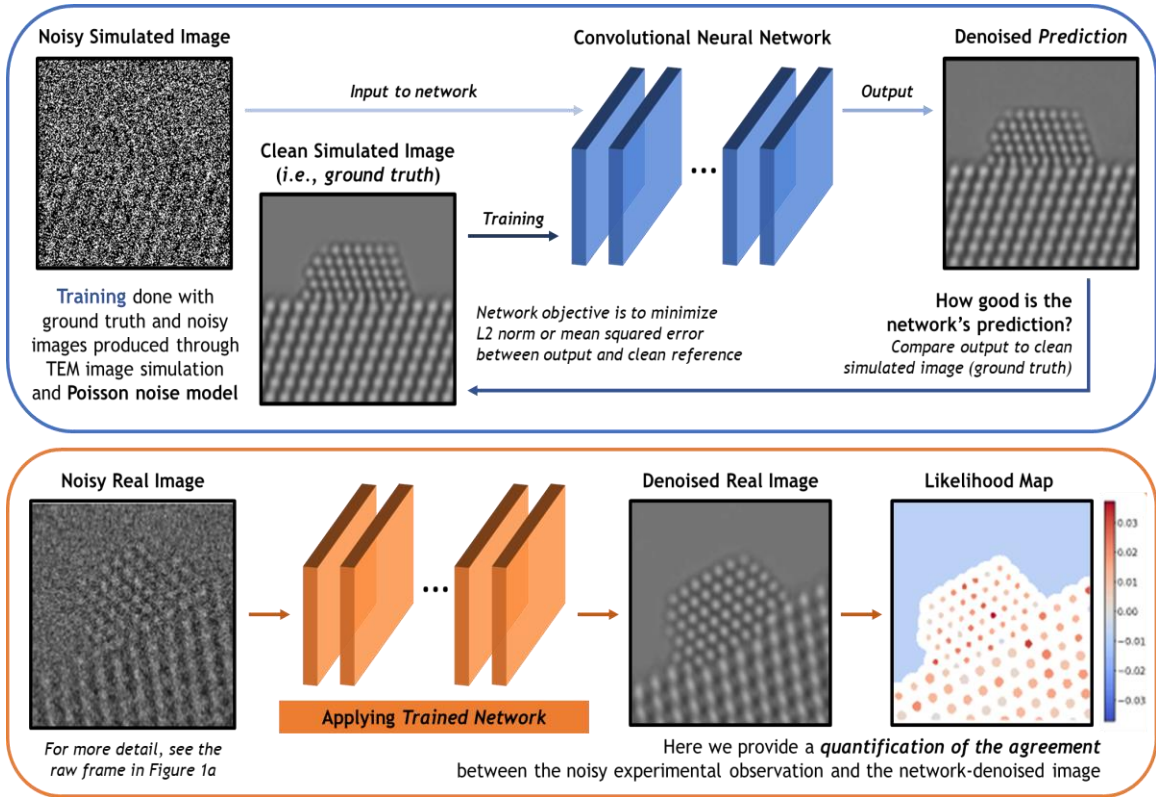 Noisy Simulated Image
Convolutional Neural Network
Denoised Prediction
Input to network
Output
Clean Simulated Image
(i.e., ground truth)
Training
...
Training done with
ground truth and noisy
images produced through
TEM image simulation
and Poisson noise model
Network objective is to minimize
L2 norm or mean squared error
between output and clean reference
How good is the
network's prediction?
Compare output to clean
simulated image (ground truth)
Noisy Real Image
Denoised Real Image
Likelihood Map
...
0.03
0.02
0.01
0.00
−0.01
−0.02
−0.03
Applying Trained Network
For more detail, see the
raw frame in Figure 1a
Here we provide a quantification of the agreement
between the noisy experimental observation and the network-denoised image